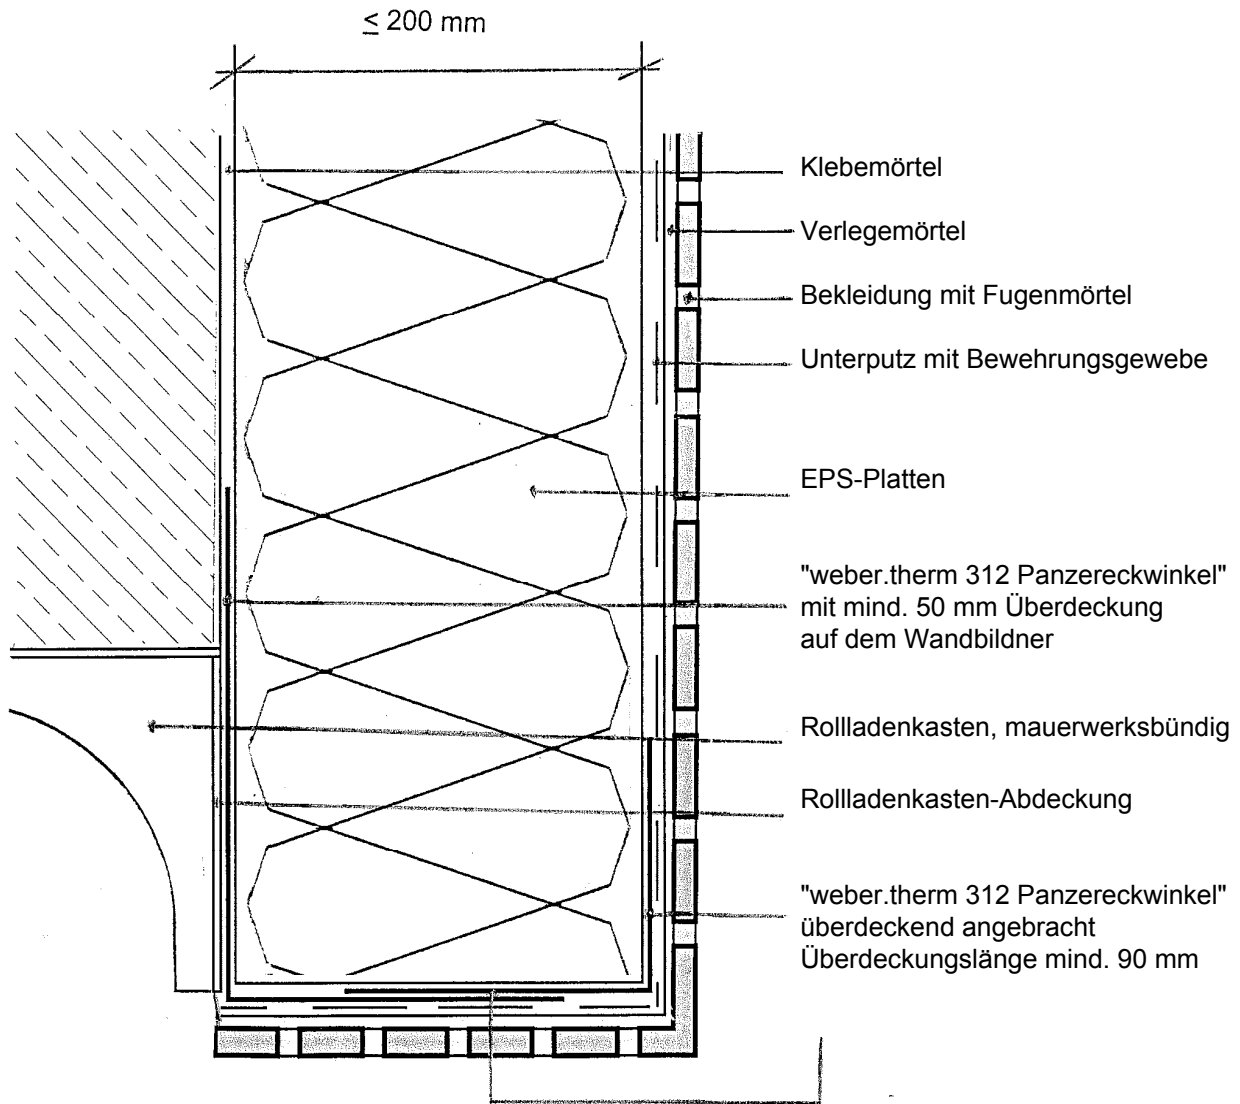 ≤ 200 mm
Klebemörtel
Verlegemörtel
Bekleidung mit Fugenmörtel
Unterputz mit Bewehrungsgewebe
EPS-Platten
"weber.therm 312 Panzereckwinkel"
mit mind. 50 mm Überdeckung
auf dem Wandbildner
Rollladenkasten, mauerwerksbündig
Rollladenkasten-Abdeckung
"weber.therm 312 Panzereckwinkel"
überdeckend angebracht
Überdeckungslänge mind. 90 mm